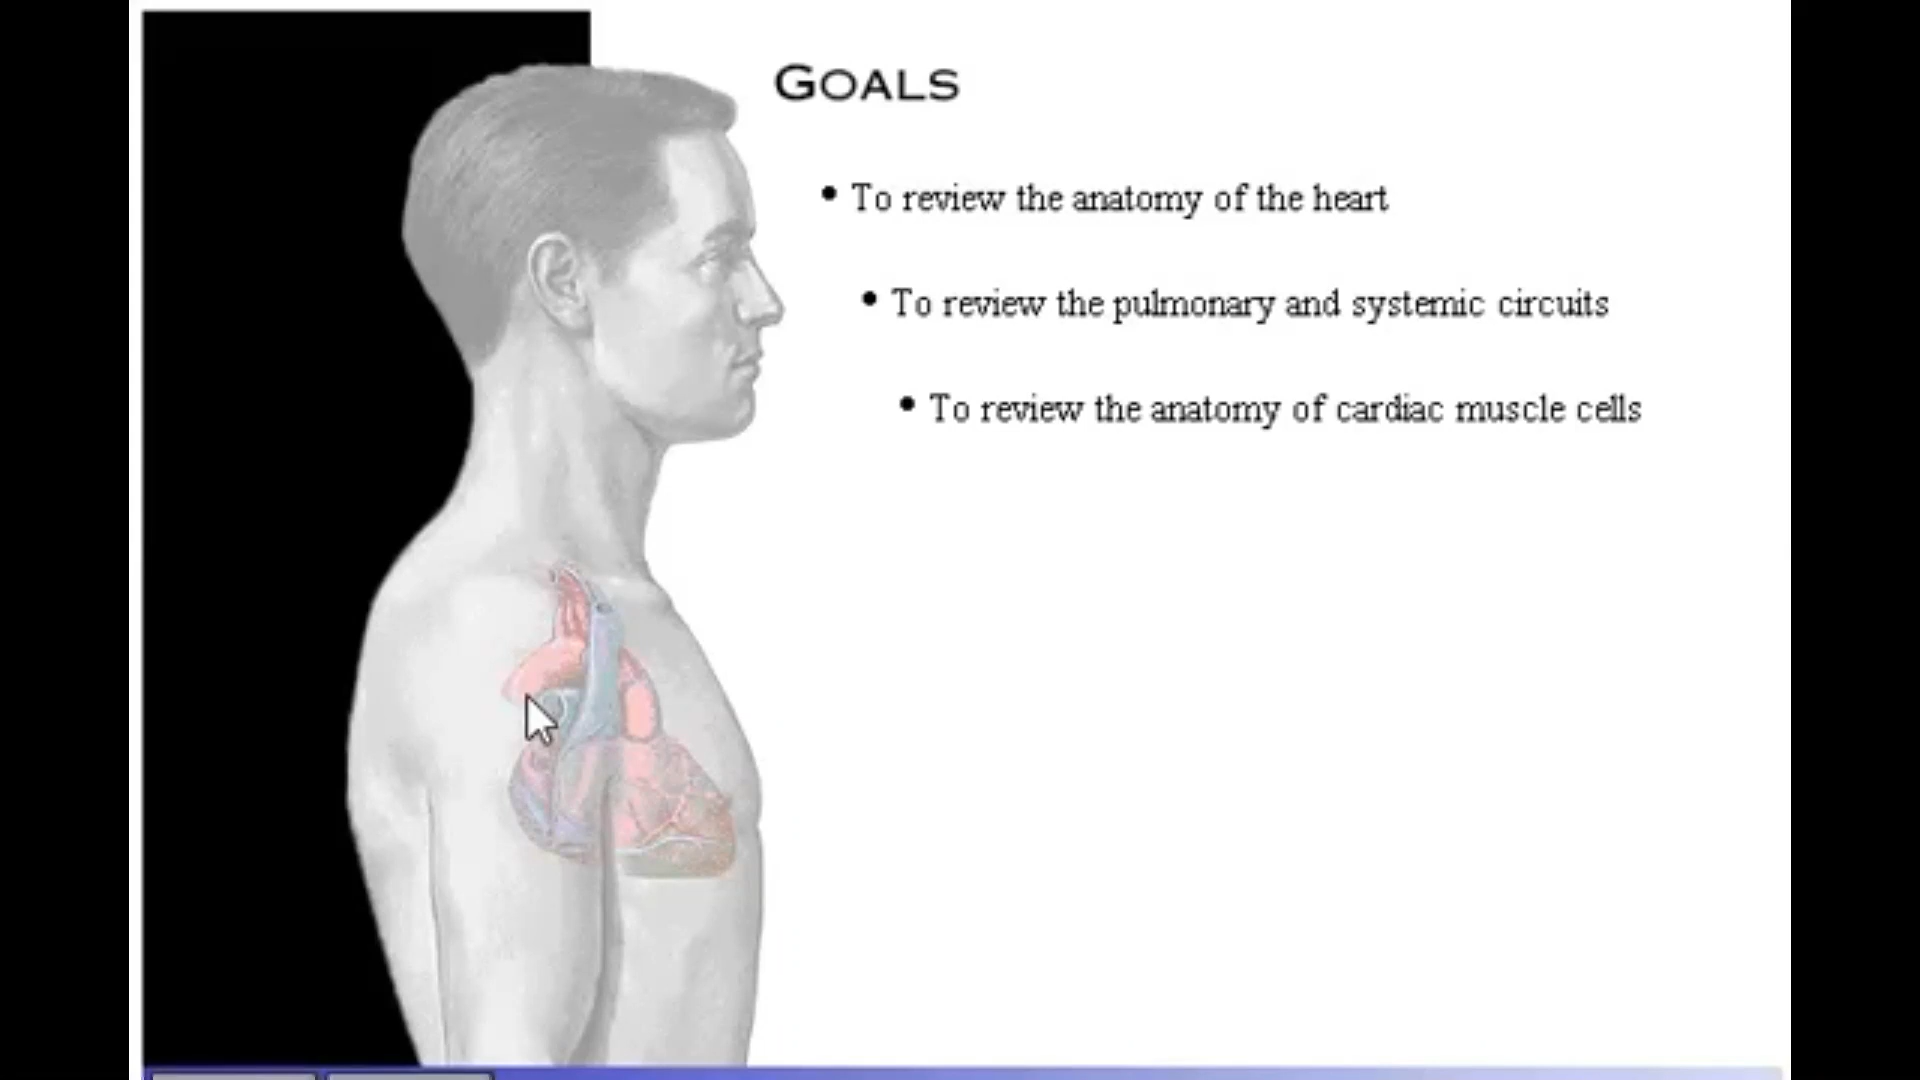 GOALS
• To review the anatomy of the heart
• To review the pulmonary and systemic circuits
• To review the anatomy of cardiac muscle cells